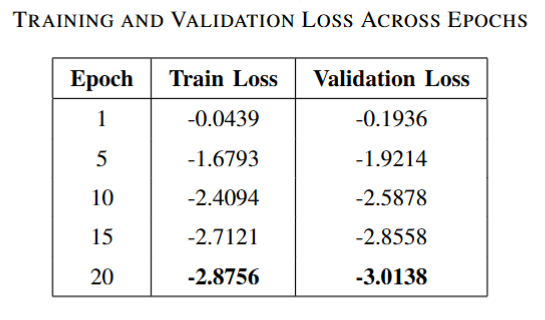 TRAINING AND VALIDATION LOSS ACROSS EPOCHS
Epoch Train Loss Validation Loss
1 -0.0439 -0.1936
5 -1.6793 -1.9214
10 -2.4094 -2.5878
15 -2.7121 -2.8558
20 -2.8756 -3.0138